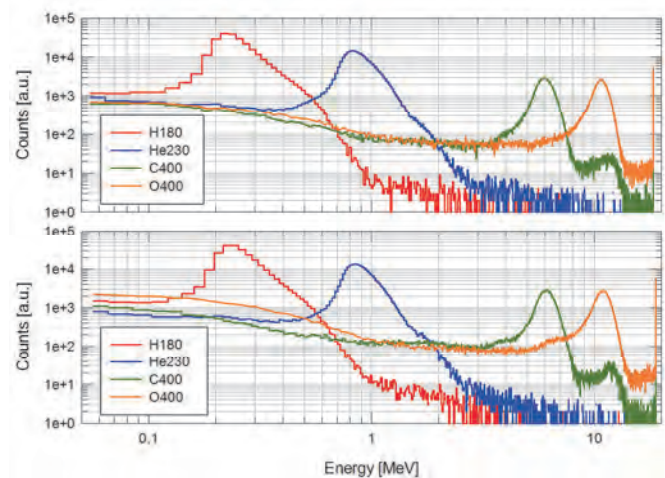 1e+5
1e+4
1e+3
1e+2
1e+1
1e+0
Counts [a.u.]
H180
He230
C400
O400
1e+5
1e+4
1e+3
1e+2
1e+1
1e+0
Counts [a.u.]
H180
He230
C400
O400
0.1 1 10
Energy [MeV]